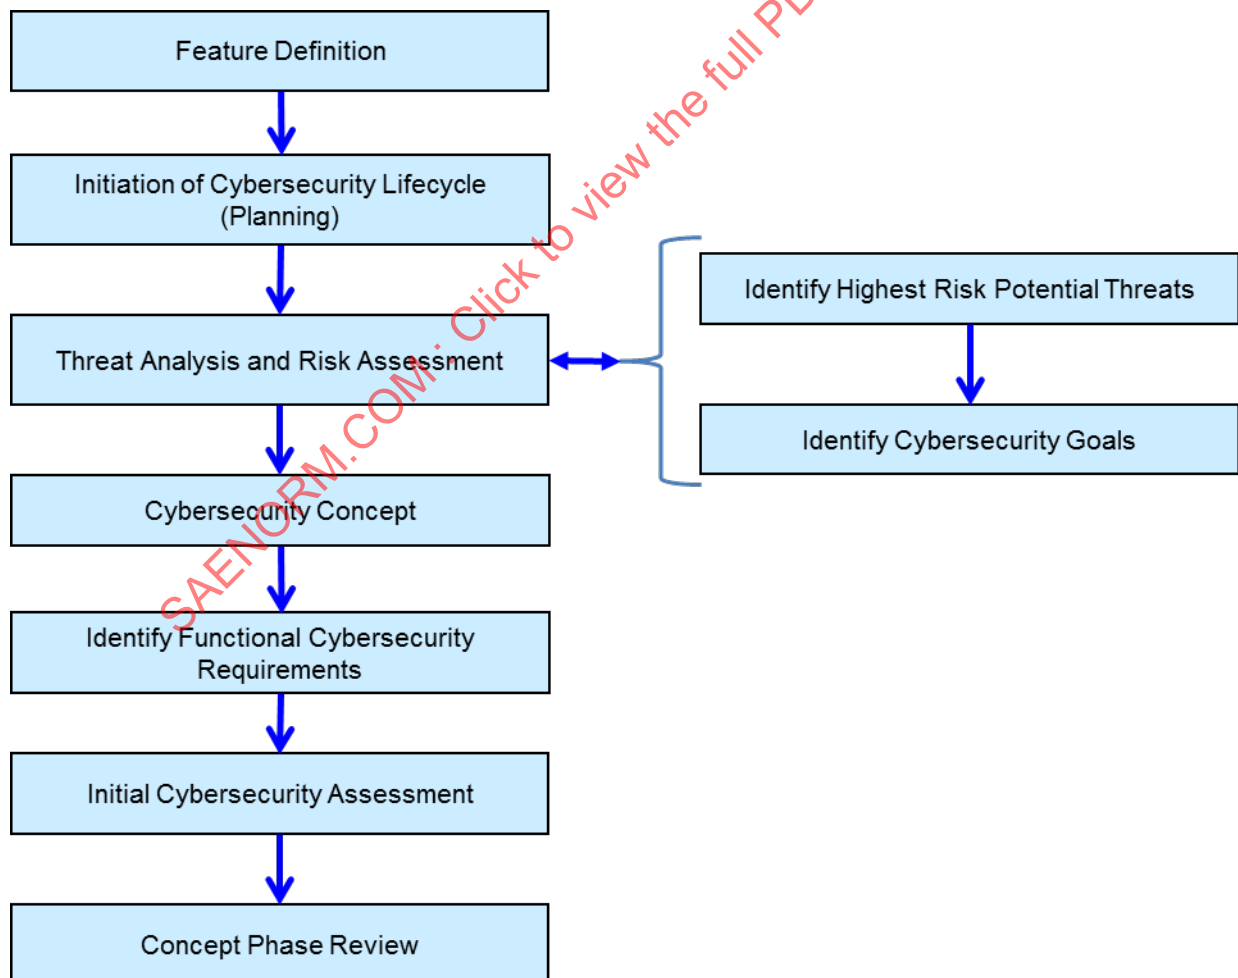 Feature Definition
Initiation of Cybersecurity Lifecycle
(Planning)
Threat Analysis and Risk Assessment
Identify Highest Risk Potential Threats
Identify Cybersecurity Goals
Cybersecurity Concept
Identify Functional Cybersecurity
Requirements
Initial Cybersecurity Assessment
Concept Phase Review
SAENORM.COM : Click to view the full